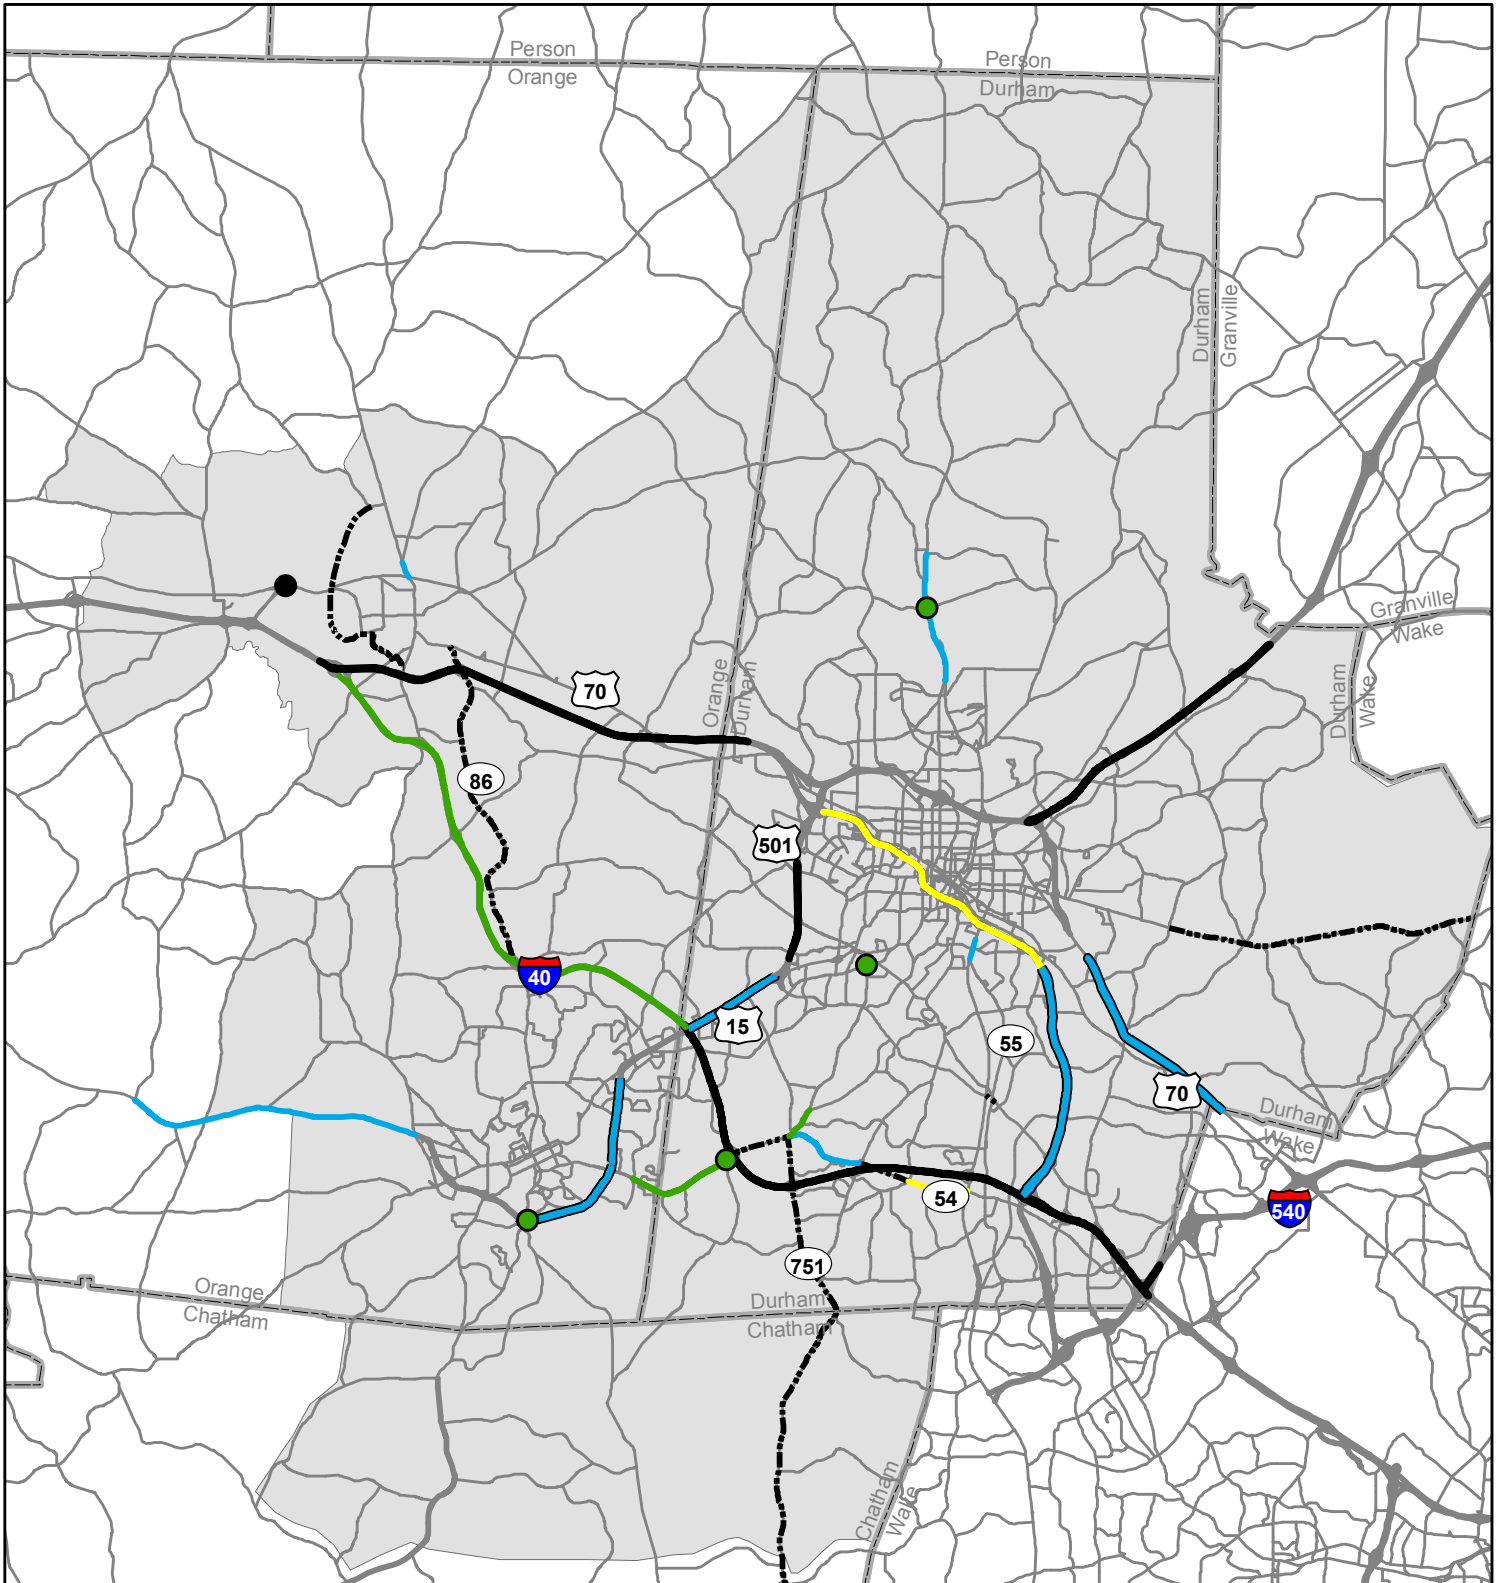 Person
Orange
Person
Durham
Durham
Granville
Granville
Wake
Orange
Durham
Durham
Wake
70
86
501
40
15
55
70
Durham
Wake
54
540
751
Orange
Chatham
Durham
Chatham
Chatham
Wake